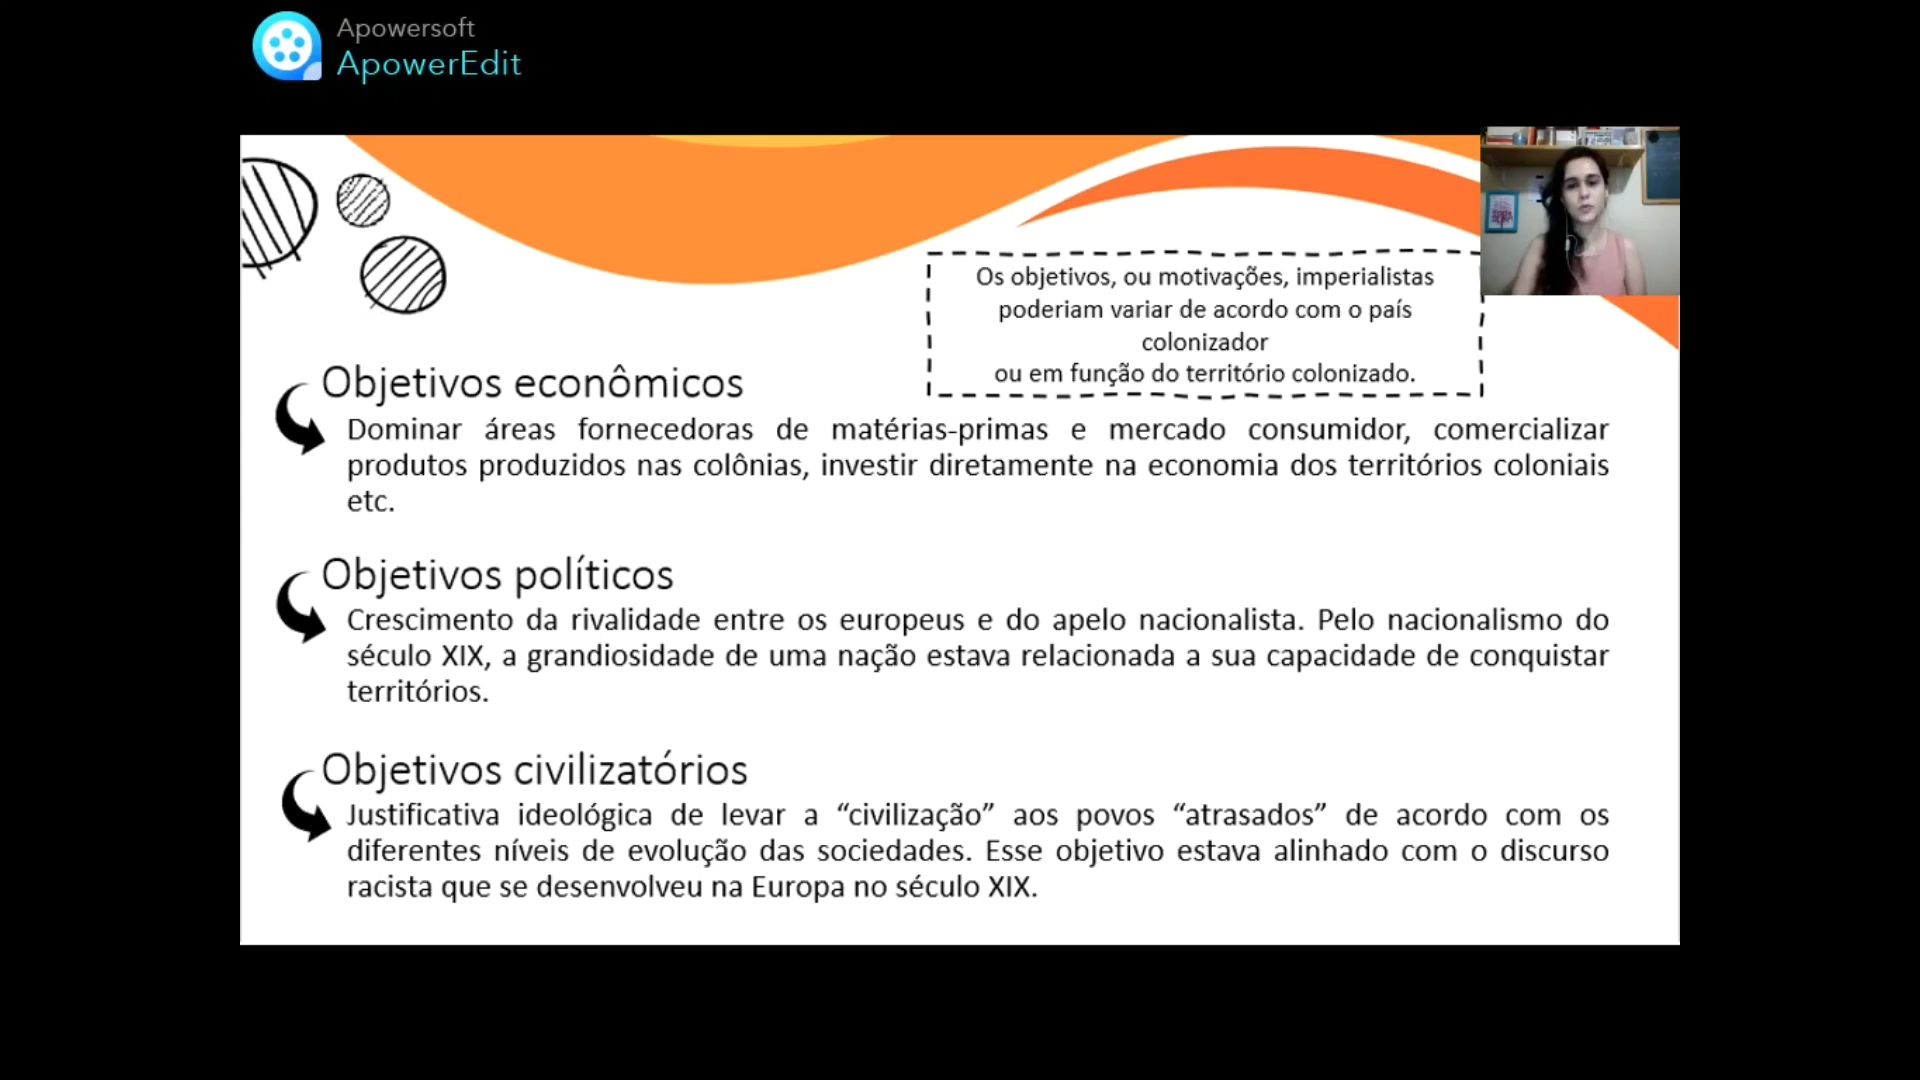 Apowersoft
ApowerEdit
Os objetivos, ou motivações, imperialistas
poderiam variar de acordo com o país
colonizador
ou em função do território colonizado.
Objetivos econômicos
Dominar áreas fornecedoras de matérias-primas e mercado consumidor, comercializar
produtos produzidos nas colônias, investir diretamente na economia dos territórios coloniais
etc.
Objetivos políticos
Crescimento da rivalidade entre os europeus e do apelo nacionalista. Pelo nacionalismo do
século XIX, a grandiosidade de uma nação estava relacionada a sua capacidade de conquistar
territórios.
Objetivos civilizatórios
Justificativa ideológica de levar a “civilização” aos povos “atrasados” de acordo com os
diferentes níveis de evolução das sociedades. Esse objetivo estava alinhado com o discurso
racista que se desenvolveu na Europa no século XIX.